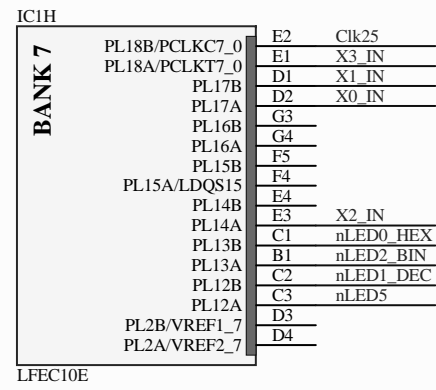 IC1H
BANK 7
PL18B/PCLKC7_0 E2 Clk25
PL18A/PCLKT7_0 E1 X3_IN
PL17B D1 X1_IN
PL17A D2 X0_IN
PL16B G3
PL16A G4
PL15B F5
PL15A/LDQS15 F4
PL14B E4
PL14A E3 X2_IN
PL13B C1 nLED0_HEX
PL13A B1 nLED2_BIN
PL12B C2 nLED1_DEC
PL12A C3 nLED5
PL2B/VREF1_7 D3
PL2A/VREF2_7 D4
LFEC10E